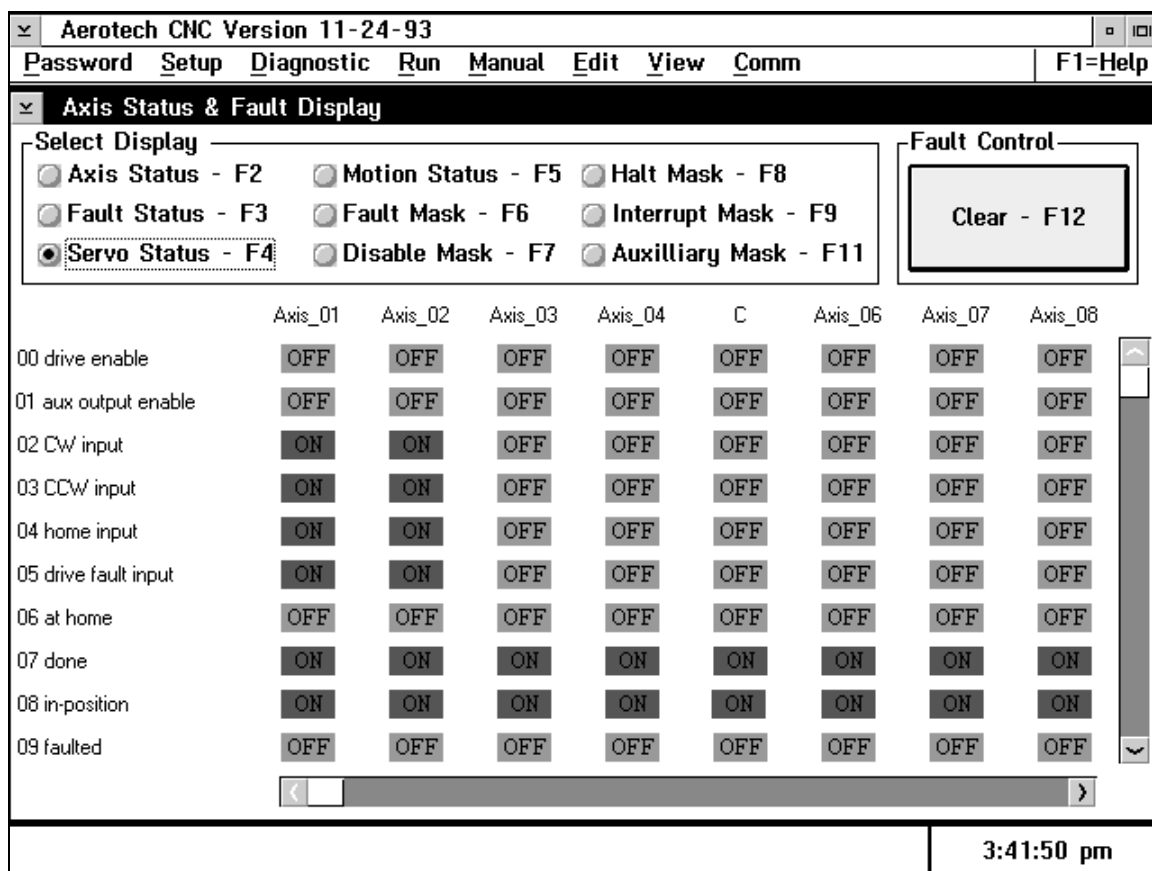 Aerotech CNC Version 11-24-93
Password Setup Diagnostic Run Manual Edit View Comm F1=Help
Axis Status & Fault Display
Select Display
Fault Control
Axis Status - F2 Motion Status - F5 Halt Mask - F8
Fault Status - F3 Fault Mask - F6 Interrupt Mask - F9
Servo Status - F4 Disable Mask - F7 Auxilliary Mask - F11
Clear - F12
Axis_01 Axis_02 Axis_03 Axis_04 C Axis_06 Axis_07 Axis_08
00 drive enable OFF OFF OFF OFF OFF OFF OFF OFF
01 aux output enable OFF OFF OFF OFF OFF OFF OFF OFF
02 CW input ON ON OFF OFF OFF OFF OFF OFF
03 CCW input ON ON OFF OFF OFF OFF OFF OFF
04 home input ON ON OFF OFF OFF OFF OFF OFF
05 drive fault input ON ON OFF OFF OFF OFF OFF OFF
06 at home OFF OFF OFF OFF OFF OFF OFF OFF
07 done ON ON ON ON ON ON ON ON
08 in-position ON ON ON ON ON ON ON ON
09 faulted OFF OFF OFF OFF OFF OFF OFF OFF
3:41:50 pm